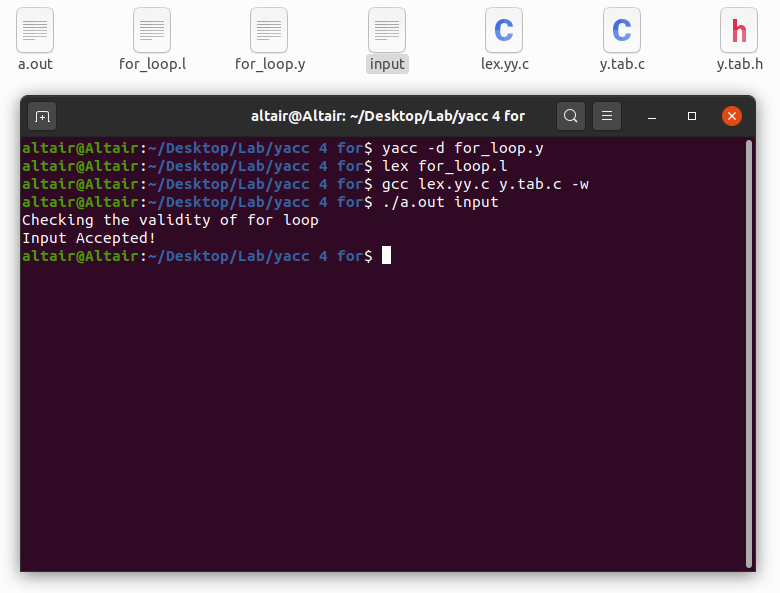 a.out for_loop.l for_loop.y input lex.yy.c y.tab.c y.tab.h
altair@Altair: ~/Desktop/Lab/yacc 4 for
altair@Altair:~/Desktop/Lab/yacc 4 for$ yacc -d for_loop.y
altair@Altair:~/Desktop/Lab/yacc 4 for$ lex for_loop.l
altair@Altair:~/Desktop/Lab/yacc 4 for$ gcc lex.yy.c y.tab.c -w
altair@Altair:~/Desktop/Lab/yacc 4 for$ ./a.out input
Checking the validity of for loop
Input Accepted!
altair@Altair:~/Desktop/Lab/yacc 4 for$